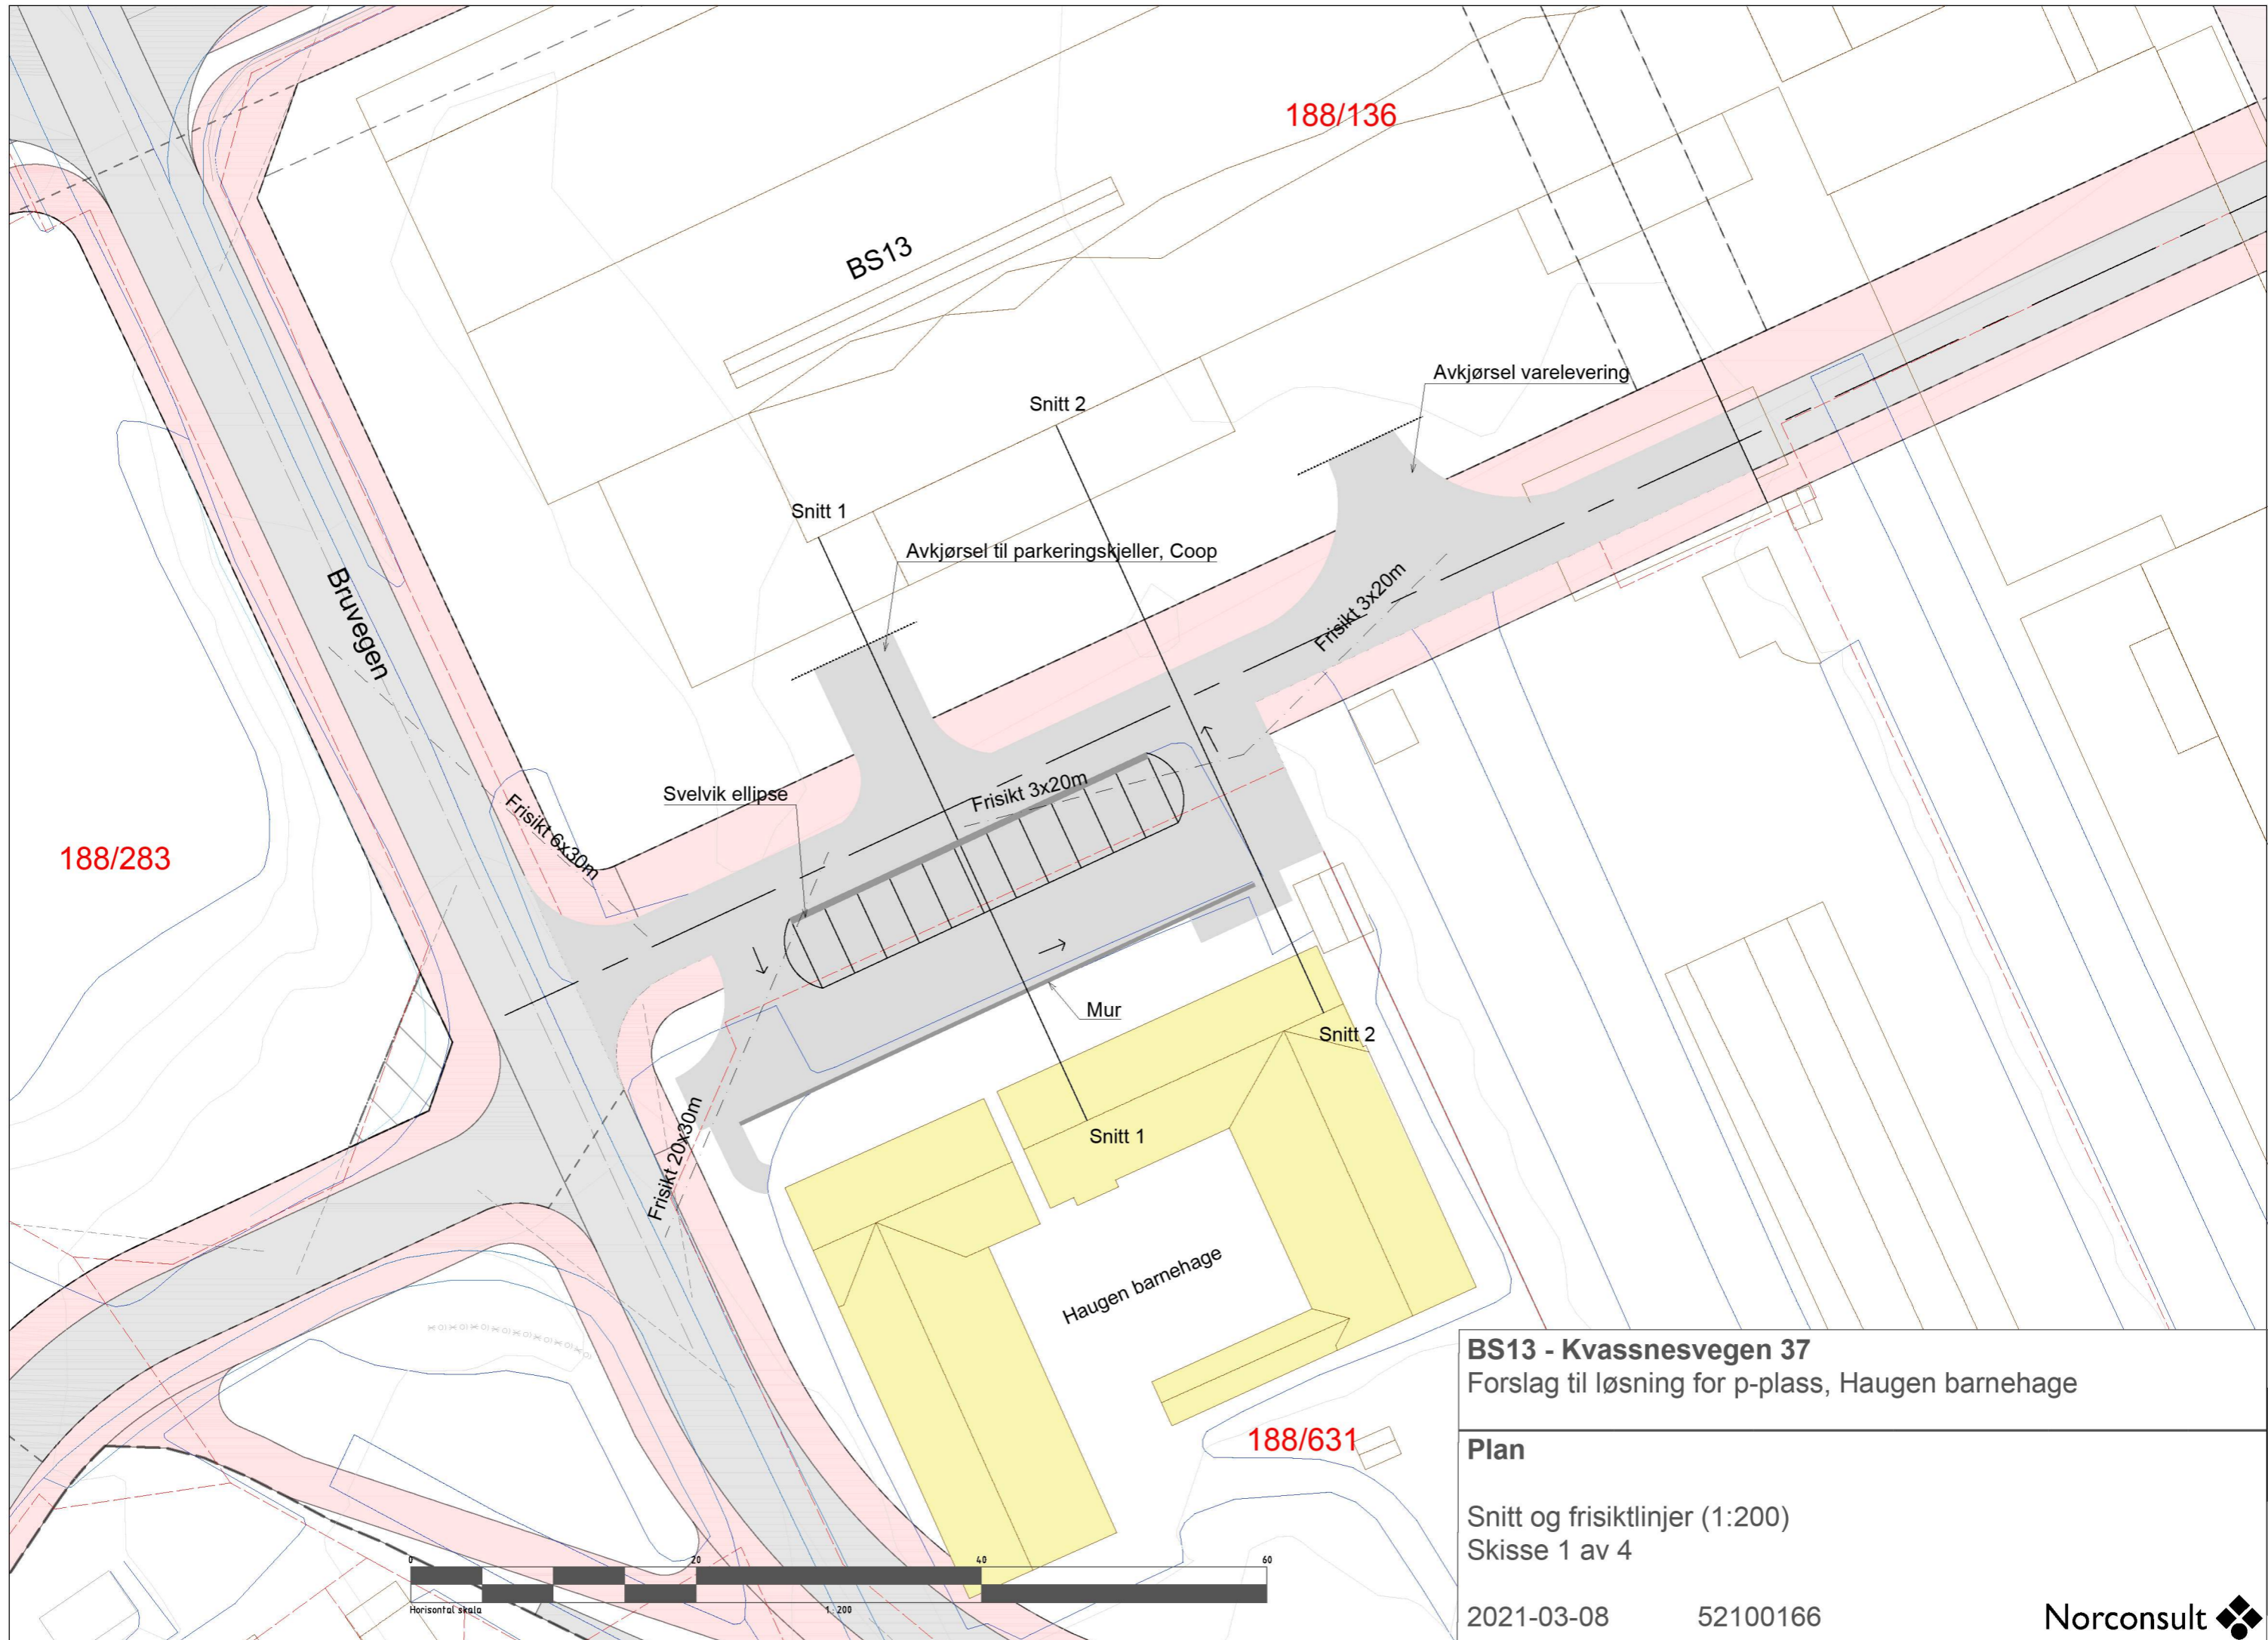 188/136
BS13
Avkjørsel varelevering
Snitt 2
Snitt 1
Avkjørsel til parkeringskjeller, Coop
Bruvegen
Frisikt 3x20m
Svelvik ellipse
Frisikt 3x20m
Frisikt 6x30m
188/283
Mur
Snitt 2
Frisikt 20x30m
Snitt 1
Haugen barnehage
188/631
BS13 - Kvassnesvegen 37
Forslag til løsning for p-plass, Haugen barnehage
Plan
Snitt og frisiktlinjer (1:200)
Skisse 1 av 4
2021-03-08 52100166
Norconsult
0 20 40 60
Horisontal skala 1:200